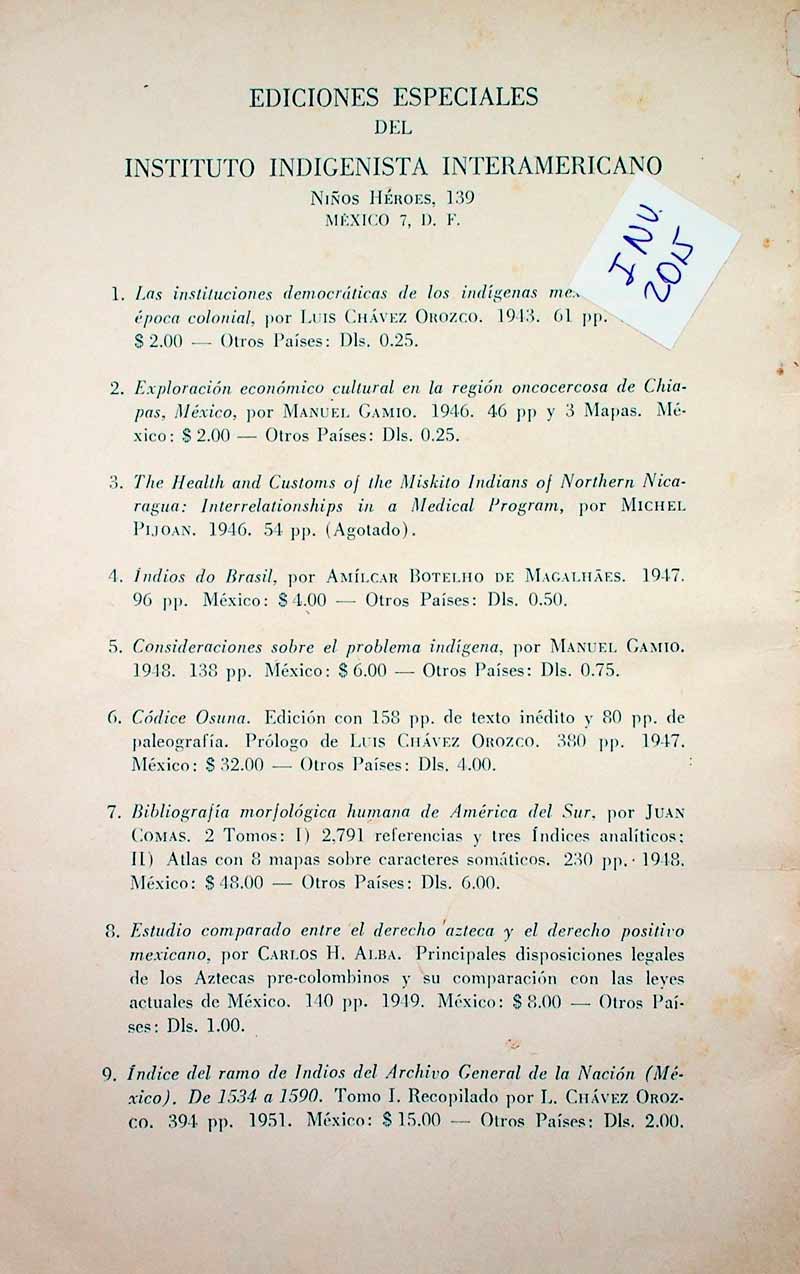 EDICIONES ESPECIALES
DEL
INSTITUTO INDIGENISTA INTERAMERICANO
NIÑOS HÉROES, 139
MÉXICO 7, D. F.
INV.
2015
1. Las instituciones democráticas de los indígenas
época colonial, por LUIS CHÁVEZ OROZCO. 1943. 61 pp.
$ 2.00 — Otros Países: Dls. 0.25.
2. Exploración económico cultural en la región oncocercosa de Chia-
pas, México, por MANUEL GAMIO. 1946. 46 pp y 3 Mapas. Mé-
xico: $ 2.00 — Otros Países: Dls. 0.25.
3. The Health and Customs of the Miskito Indians of Northern Nica-
ragua: Interrelationships in a Medical Program, por MICHEL
PIJOAN. 1946. 54 pp. (Agotado).
4. Índios do Brasil, por AMÍLCAR BOTELHO DE MAGALHÃES. 1947.
96 pp. México: $ 4.00 — Otros Países: Dls. 0.50.
5. Consideraciones sobre el problema indígena, por MANUEL GAMIO.
1948. 138 pp. México: $ 6.00 — Otros Países: Dls. 0.75.
6. Códice Osuna. Edición con 158 pp. de texto inédito y 80 pp. de
paleografía. Prólogo de LUIS CHÁVEZ OROZCO. 380 pp. 1947.
México: $ 32.00 — Otros Países: Dls. 4.00.
7. Bibliografía morfológica humana de América del Sur, por JUAN
COMAS. 2 Tomos: I) 2,791 referencias y tres Índices analíticos;
II) Atlas con 8 mapas sobre caracteres somáticos. 230 pp. 1948.
México: $ 48.00 — Otros Países: Dls. 6.00.
8. Estudio comparado entre el derecho azteca y el derecho positivo
mexicano, por CARLOS H. ALBA. Principales disposiciones legales
de los Aztecas pre-colombinos y su comparación con las leyes
actuales de México. 140 pp. 1949. México: $ 8.00 — Otros Paí-
ses: Dls. 1.00.
9. Índice del ramo de Indios del Archivo General de la Nación (Mé-
xico). De 1534 a 1590. Tomo I. Recopilado por L. CHÁVEZ OROZ-
CO. 394 pp. 1951. México: $ 15.00 — Otros Países: Dls. 2.00.